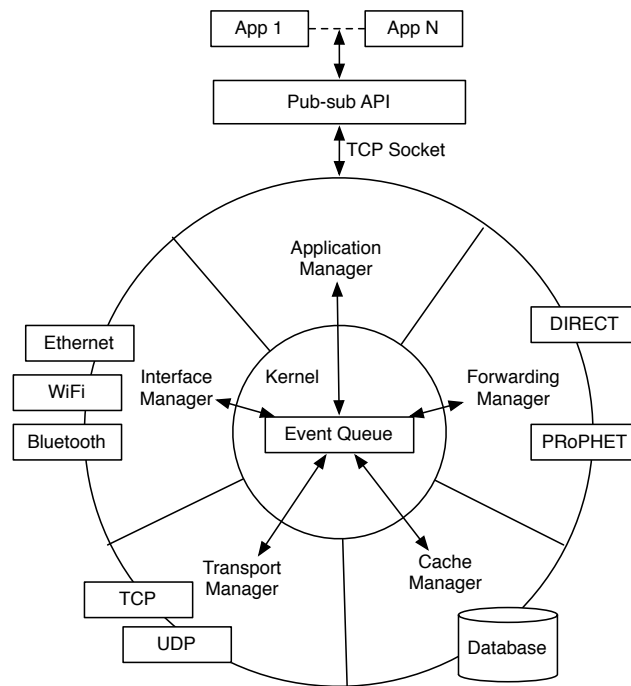 App 1
App N
Pub-sub API
TCP Socket
Application
Manager
Ethernet
WiFi
Bluetooth
Interface
Manager
Kernel
Event Queue
Forwarding
Manager
DIRECT
PRoPHET
Transport
Manager
Cache
Manager
TCP
UDP
Database